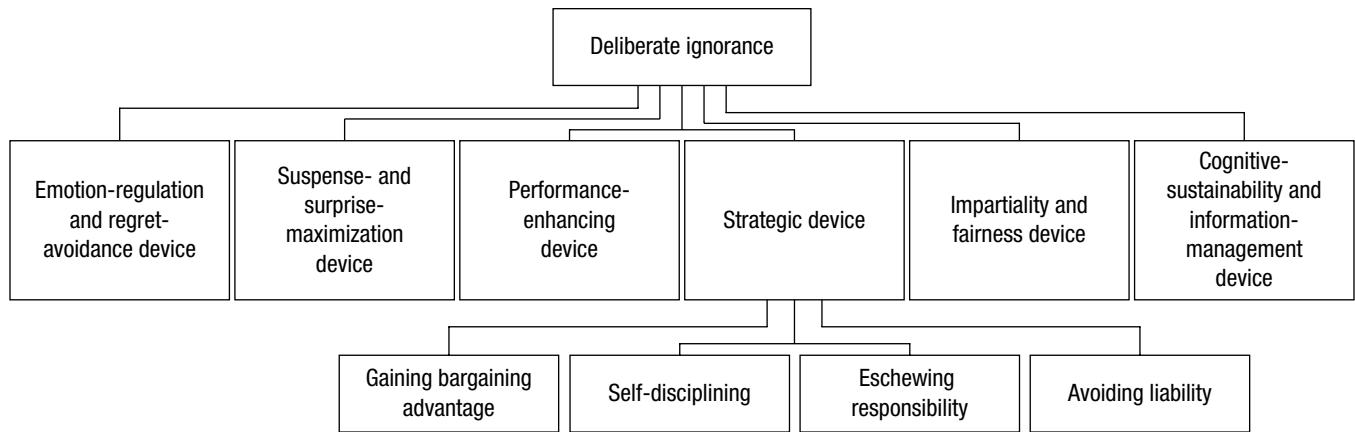 Deliberate ignorance
Emotion-regulation
and regret-
avoidance device
Suspense- and
surprise-
maximization
device
Performance-
enhancing
device
Strategic device
Impartiality and
fairness device
Cognitive-
sustainability and
information-
management
device
Gaining bargaining
advantage
Self-disciplining
Eschewing
responsibility
Avoiding liability